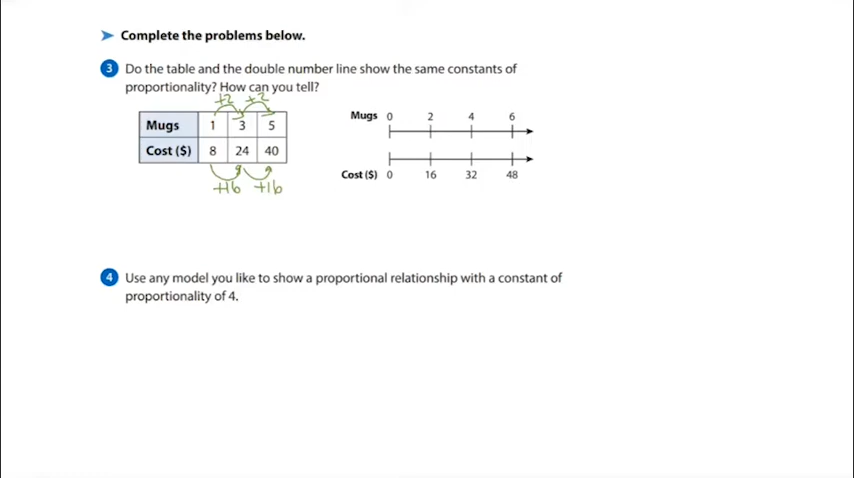 ➤ Complete the problems below.
3 Do the table and the double number line show the same constants of
proportionality? How can you tell?
+2 +2
Mugs 1 3 5
Cost ($) 8 24 40
+16 +16
Mugs 0 2 4 6
Cost ($) 0 16 32 48
4 Use any model you like to show a proportional relationship with a constant of
proportionality of 4.